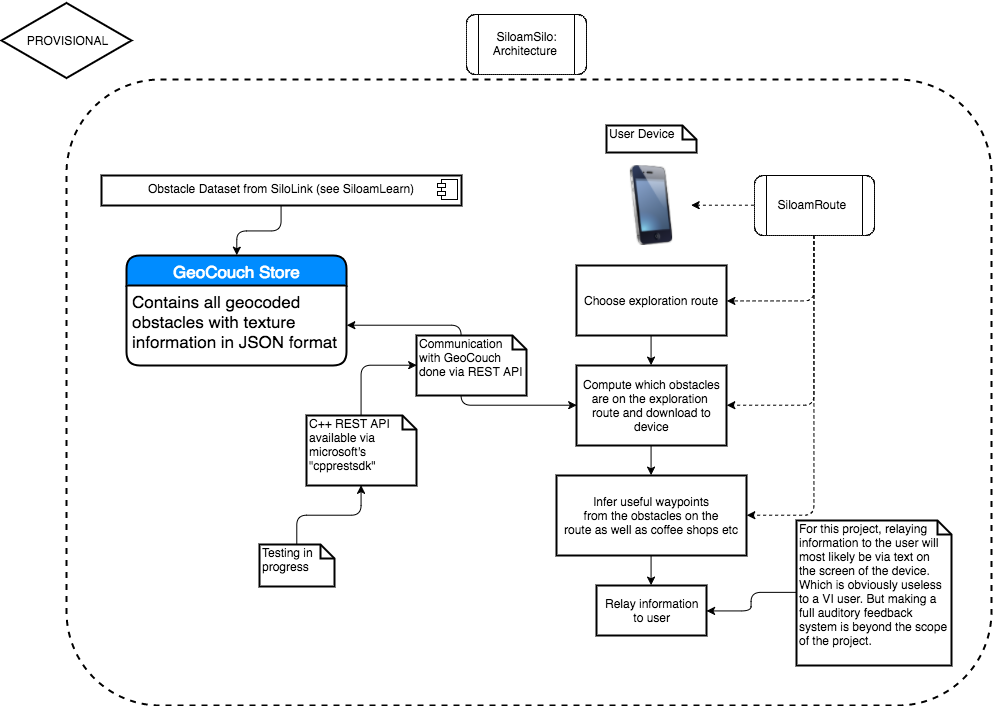 PROVISIONAL
SiloamSilo:
Architecture
User Device
Obstacle Dataset from SiloLink (see SiloamLearn)
SiloamRoute
GeoCouch Store
Contains all geocoded
obstacles with texture
information in JSON format
Choose exploration route
Communication
with GeoCouch
done via REST API
Compute which obstacles
are on the exploration
route and download to
device
C++ REST API
available via
microsoft's
"cpprestsdk"
Infer useful waypoints
from the obstacles on the
route as well as coffee shops etc
Testing in
progress
For this project, relaying
information to the user will
most likely be via text on
the screen of the device.
Which is obviously useless
to a VI user. But making a
full auditory feedback
system is beyond the scope
of the project.
Relay information
to user